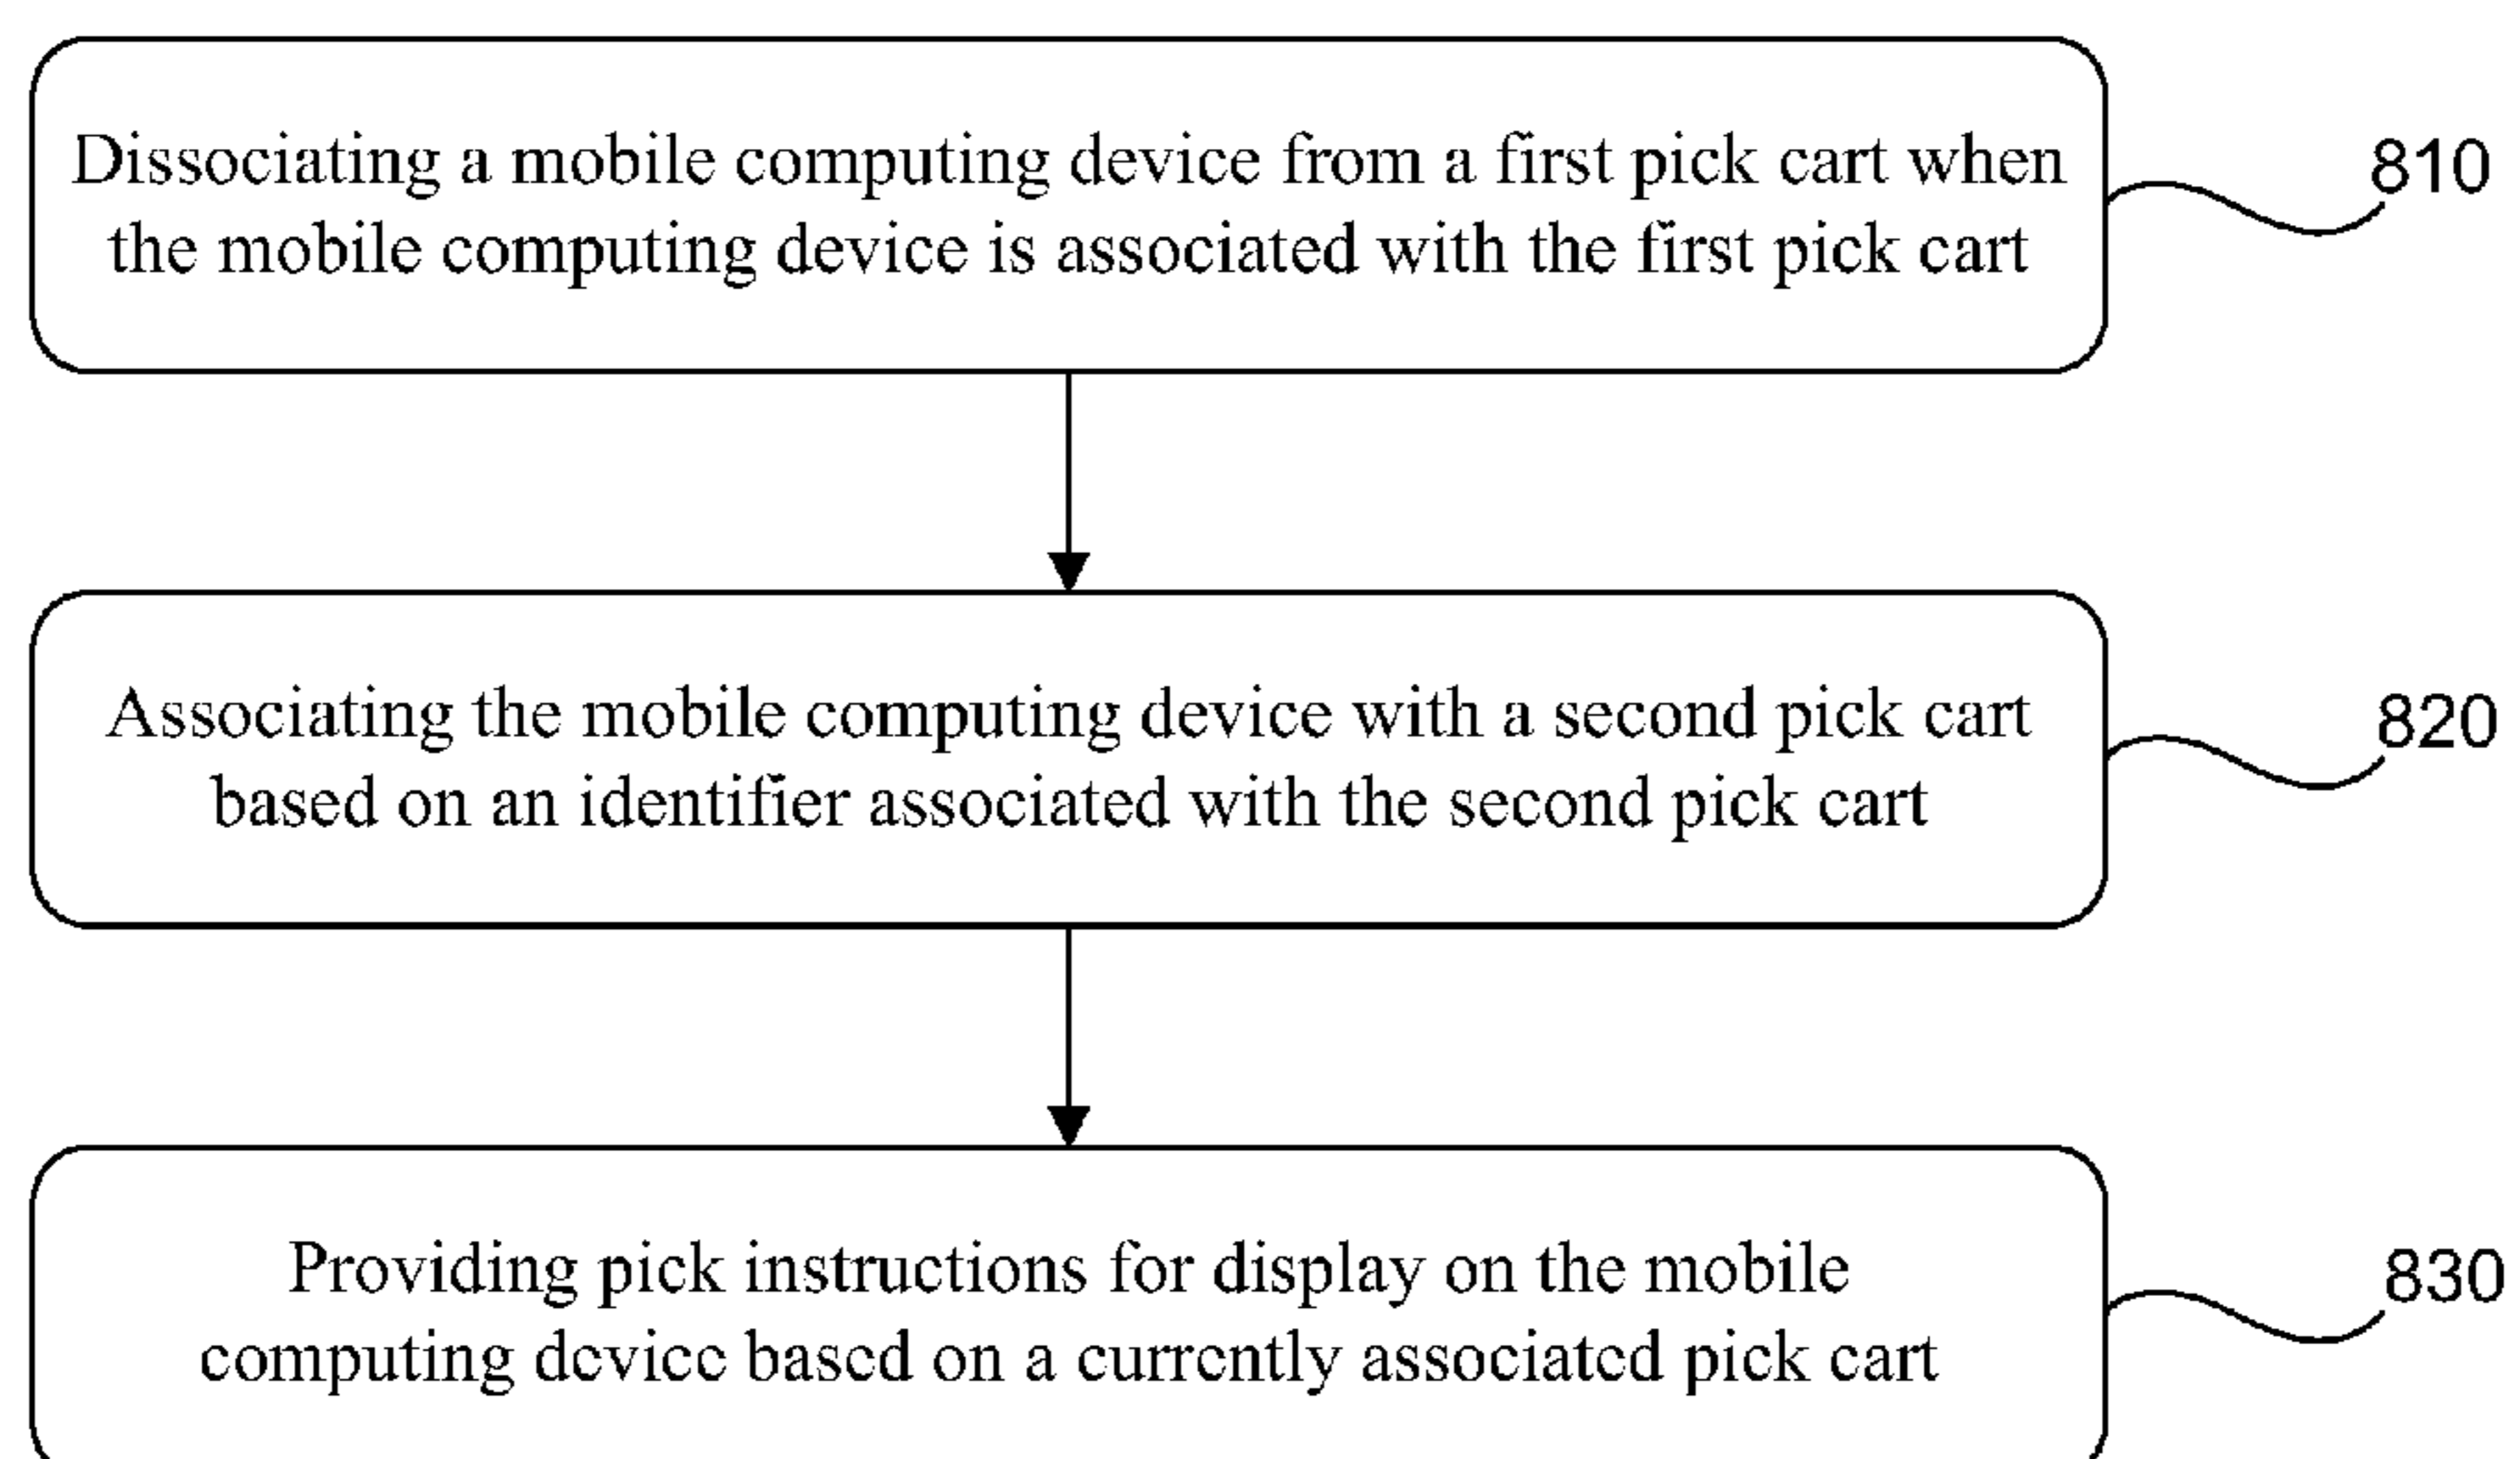 Dissociating a mobile computing device from a first pick cart when
the mobile computing device is associated with the first pick cart
810
Associating the mobile computing device with a second pick cart
based on an identifier associated with the second pick cart
820
Providing pick instructions for display on the mobile
computing device based on a currently associated pick cart
830